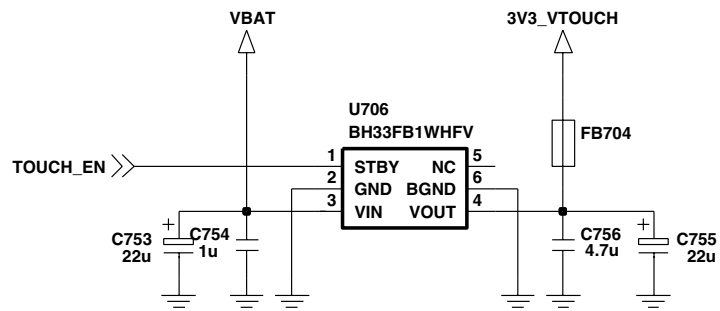 VBAT
3V3_VTOUCH
U706
BH33FB1WHFV
FB704
TOUCH_EN
1 STBY NC 5
2 GND BGND 6
3 VIN VOUT 4
+ +
C753 C754 C756 C755
22u 1u 4.7u 22u